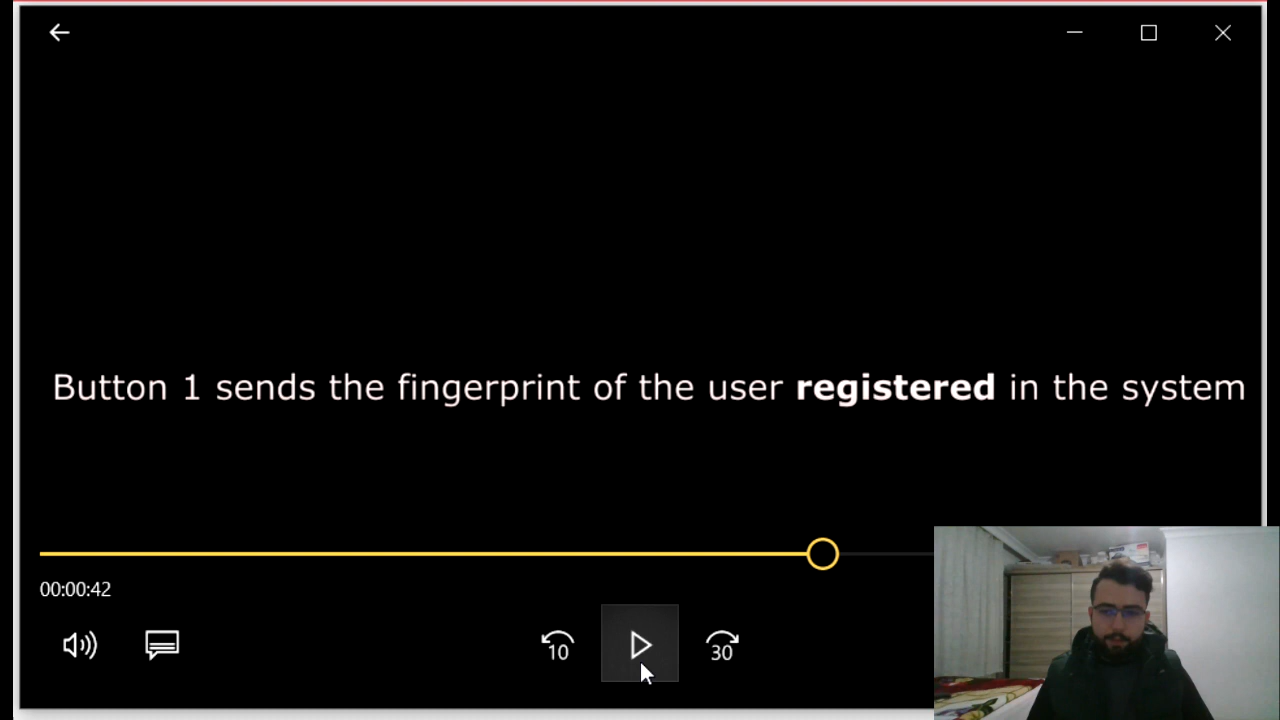 Button 1 sends the fingerprint of the user registered in the system
00:00:42
10
30